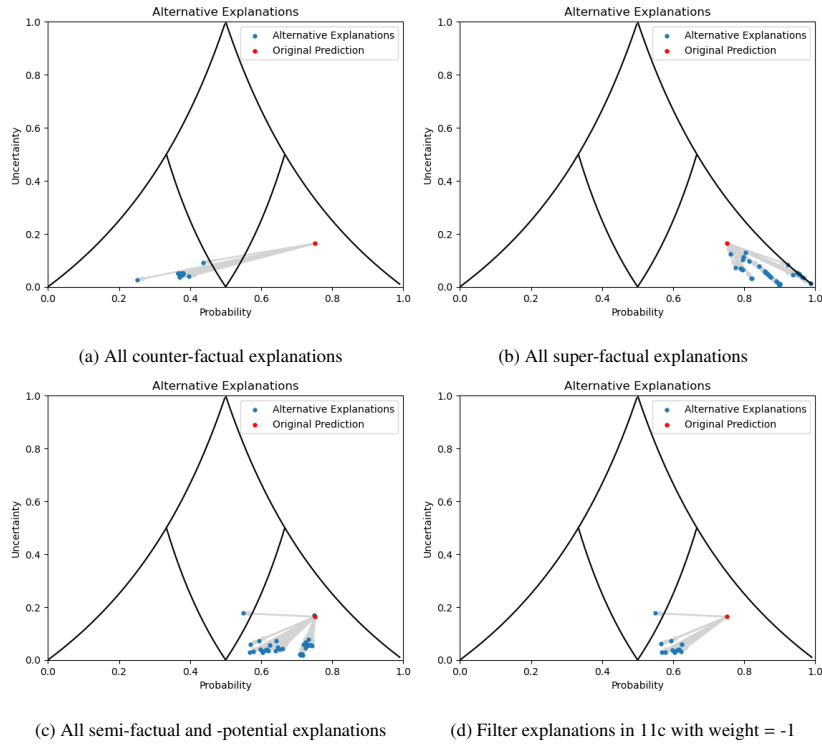 Alternative Explanations
Alternative Explanations
Original Prediction
1.0
0.8
0.6
0.4
0.2
0.0
Uncertainty
0.0 0.2 0.4 0.6 0.8 1.0
Probability
(a) All counter-factual explanations
Alternative Explanations
Alternative Explanations
Original Prediction
1.0
0.8
0.6
0.4
0.2
0.0
Uncertainty
0.0 0.2 0.4 0.6 0.8 1.0
Probability
(b) All super-factual explanations
Alternative Explanations
Alternative Explanations
Original Prediction
1.0
0.8
0.6
0.4
0.2
0.0
Uncertainty
0.0 0.2 0.4 0.6 0.8 1.0
Probability
(c) All semi-factual and -potential explanations
Alternative Explanations
Alternative Explanations
Original Prediction
1.0
0.8
0.6
0.4
0.2
0.0
Uncertainty
0.0 0.2 0.4 0.6 0.8 1.0
Probability
(d) Filter explanations in 11c with weight = -1